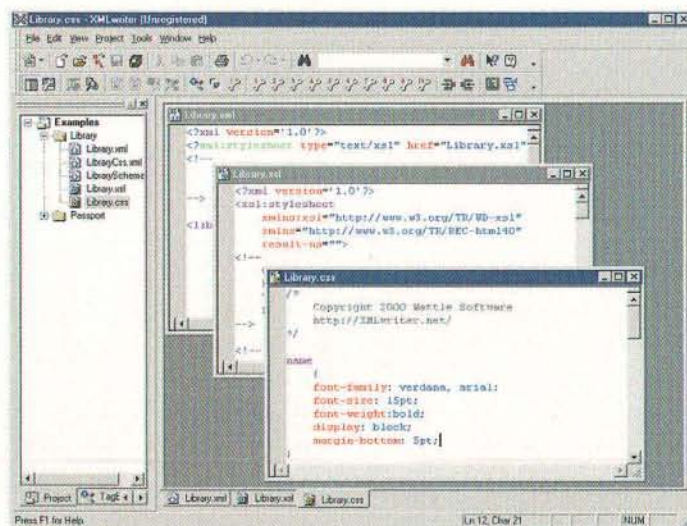 Library.css - XMLwriter (Unregistered)
File Edit View Project Tools Window Help
Examples
Library
Library.xml
LibraryCss.xml
LibraryScheme
Library.xsl
Library.css
Passport
Library.xml
<?xml version='1.0'?>
<?xml:stylesheet type="text/xsl" href="Library.xsl"
<!--
-->
<lib
Library.xsl
<?xml version='1.0'?>
<xsl:stylesheet
xmlns:xsl="http://www.w3.org/TR/WD-xsl"
xmlns="http://www.w3.org/TR/REC-html40"
result-ns="">
<!--
-->
<!--
Library.css
/*
Copyright 2000 Wattle Software
http://XMLwriter.net/
*/
name
{
font-family: verdana, arial;
font-size: 15pt;
font-weight:bold;
display: block;
margin-bottom: 5pt;
Project TagB
Library.xml Library.xsl Library.css
Press F1 for Help Ln 12, Char 21 NUM